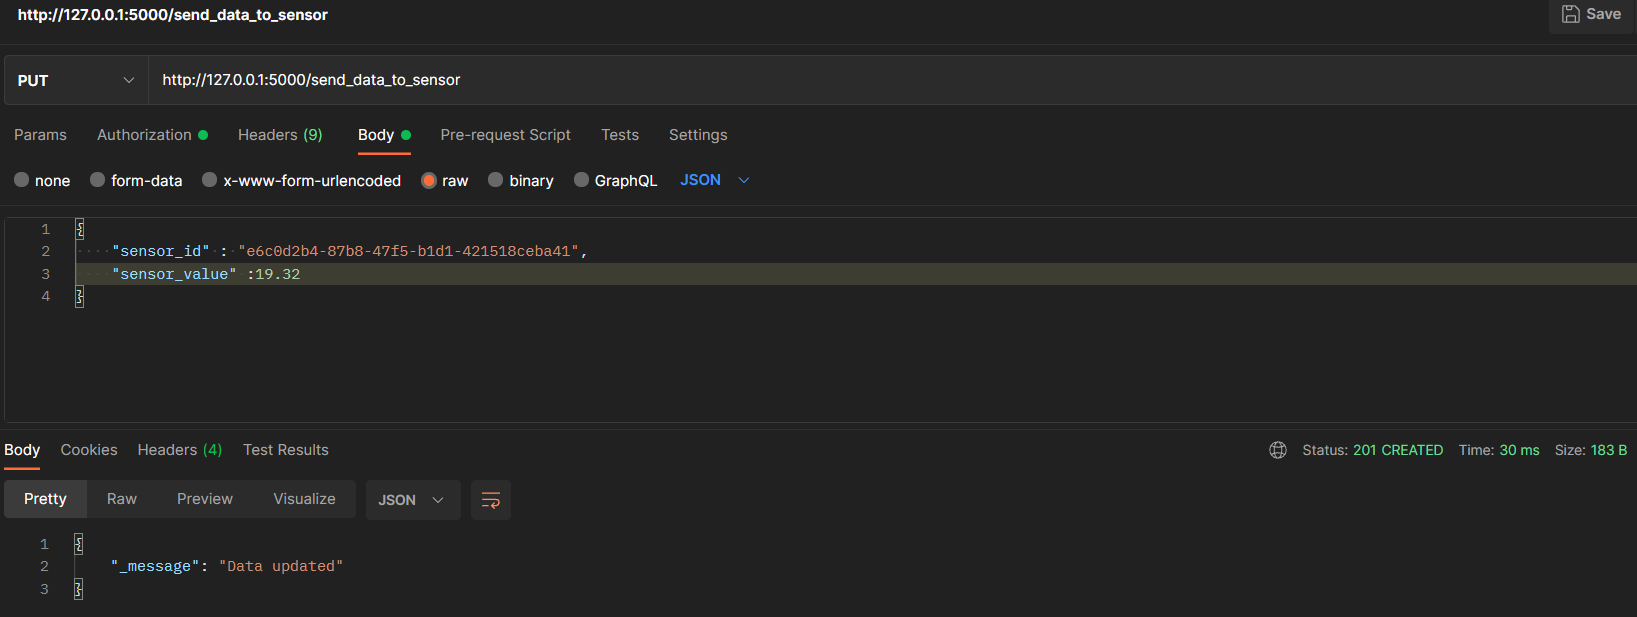 http://127.0.0.1:5000/send_data_to_sensor
Save
PUT
http://127.0.0.1:5000/send_data_to_sensor
Params Authorization Headers (9) Body Pre-request Script Tests Settings
none form-data x-www-form-urlencoded raw binary GraphQL JSON
1 {
2 "sensor_id" : "e6c0d2b4-87b8-47f5-b1d1-421518ceba41",
3 "sensor_value" :19.32
4 }
Body Cookies Headers (4) Test Results Status: 201 CREATED Time: 30 ms Size: 183 B
Pretty Raw Preview Visualize JSON
1 {
2 "_message": "Data updated"
3 }